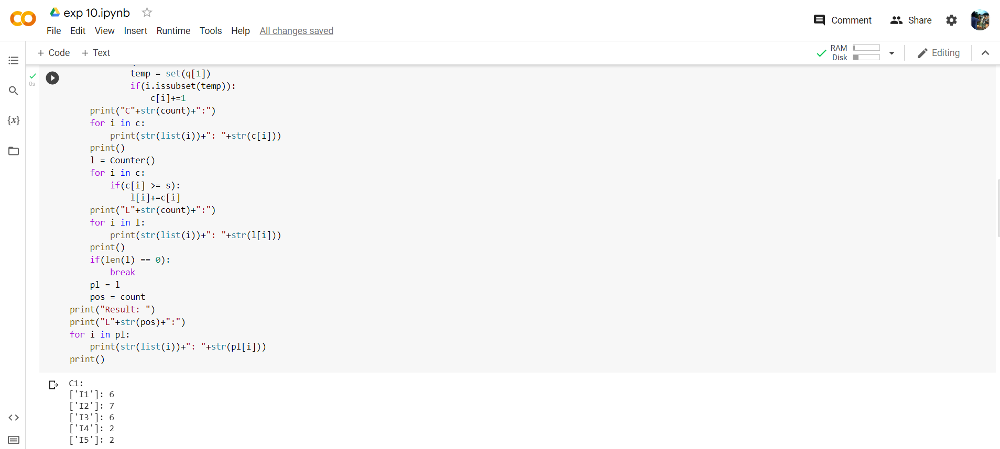 exp 10.ipynb
File Edit View Insert Runtime Tools Help All changes saved
Comment Share
+ Code + Text
RAM
Disk
Editing
{x}
0s
            temp = set(q[1])
            if(i.issubset(temp)):
                c[i]+=1
    print("C"+str(count)+":")
    for i in c:
        print(str(list(i))+": "+str(c[i]))
    print()
    l = Counter()
    for i in c:
        if(c[i] >= s):
            l[i]+=c[i]
    print("L"+str(count)+":")
    for i in l:
        print(str(list(i))+": "+str(l[i]))
    print()
    if(len(l) == 0):
        break
    pl = l
    pos = count
print("Result: ")
print("L"+str(pos)+":")
for i in pl:
    print(str(list(i))+": "+str(pl[i]))
print()
C1:
['I1']: 6
['I2']: 7
['I3']: 6
['I4']: 2
['I5']: 2